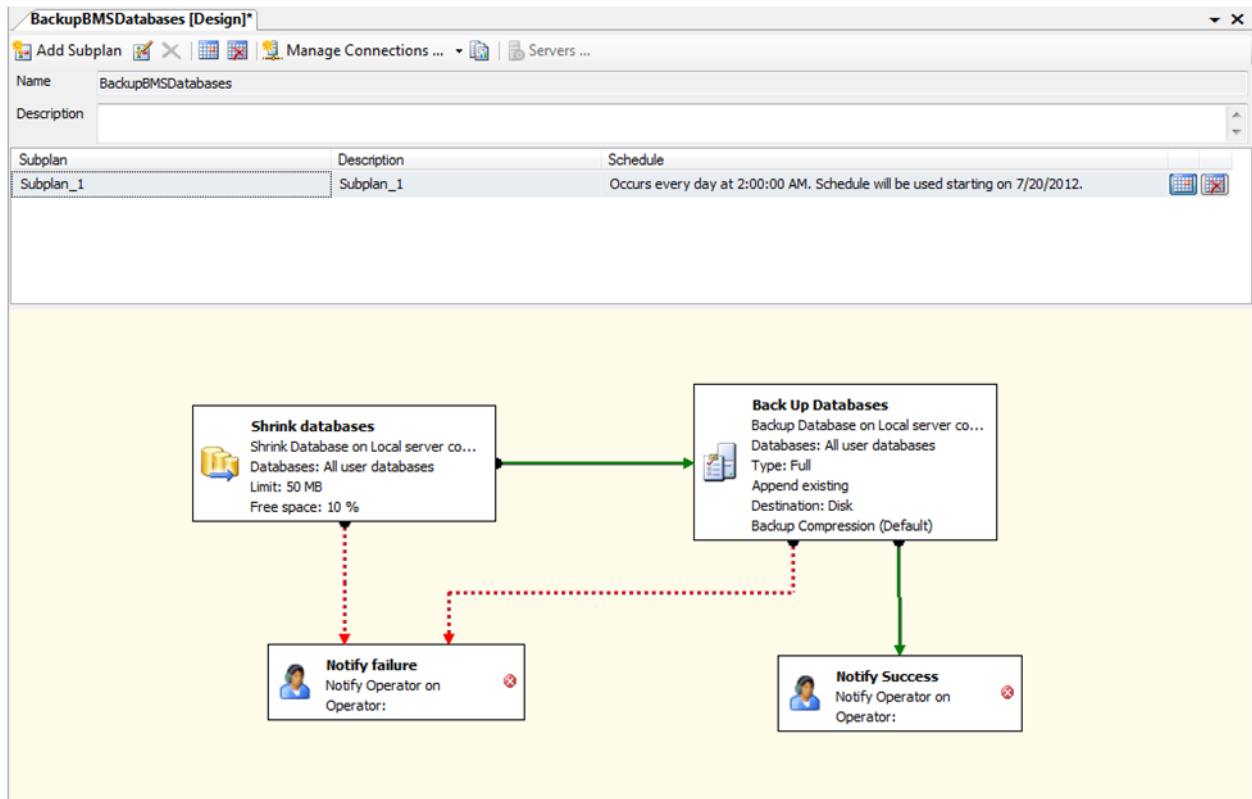 BackupBMSDatabases [Design]*
Add Subplan Manage Connections ... Servers ...
Name BackupBMSDatabases
Description
Subplan Description Schedule
Subplan_1 Subplan_1 Occurs every day at 2:00:00 AM. Schedule will be used starting on 7/20/2012.
Shrink databases
Shrink Database on Local server co...
Databases: All user databases
Limit: 50 MB
Free space: 10 %
Back Up Databases
Backup Database on Local server co...
Databases: All user databases
Type: Full
Append existing
Destination: Disk
Backup Compression (Default)
Notify failure
Notify Operator on
Operator:
Notify Success
Notify Operator on
Operator: